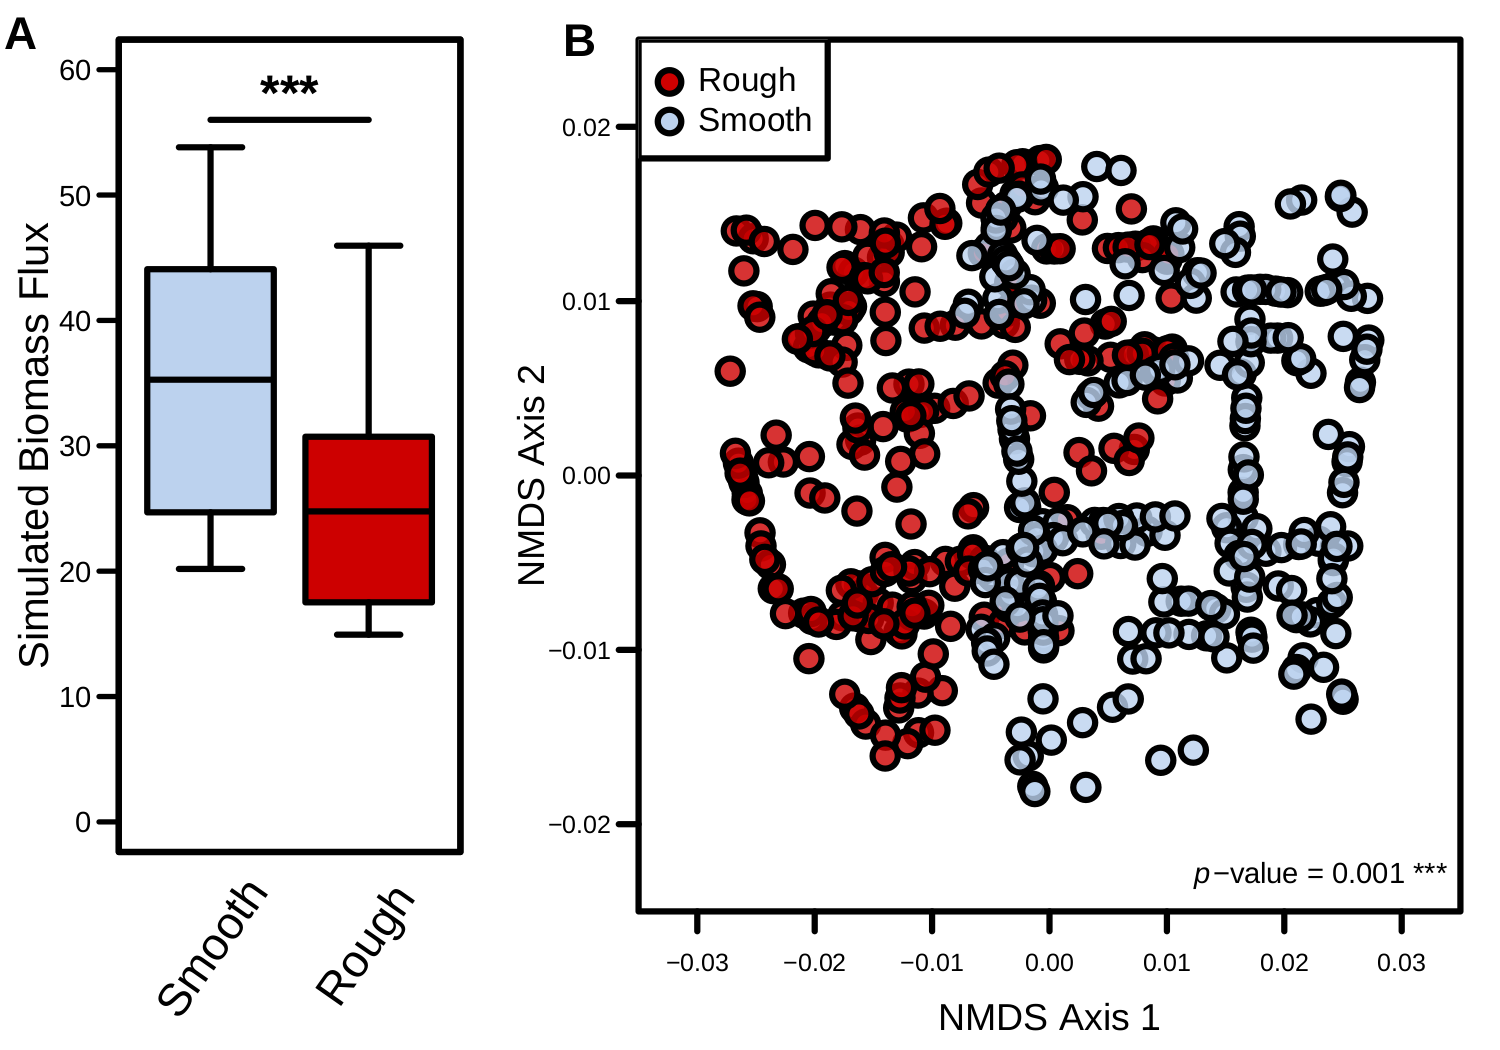 A
Simulated Biomass Flux
60
50
40
30
20
10
0
***
Smooth
Rough
B
Rough
Smooth
NMDS Axis 2
0.02
0.01
0.00
−0.01
−0.02
p−value = 0.001 ***
−0.03 −0.02 −0.01 0.00 0.01 0.02 0.03
NMDS Axis 1